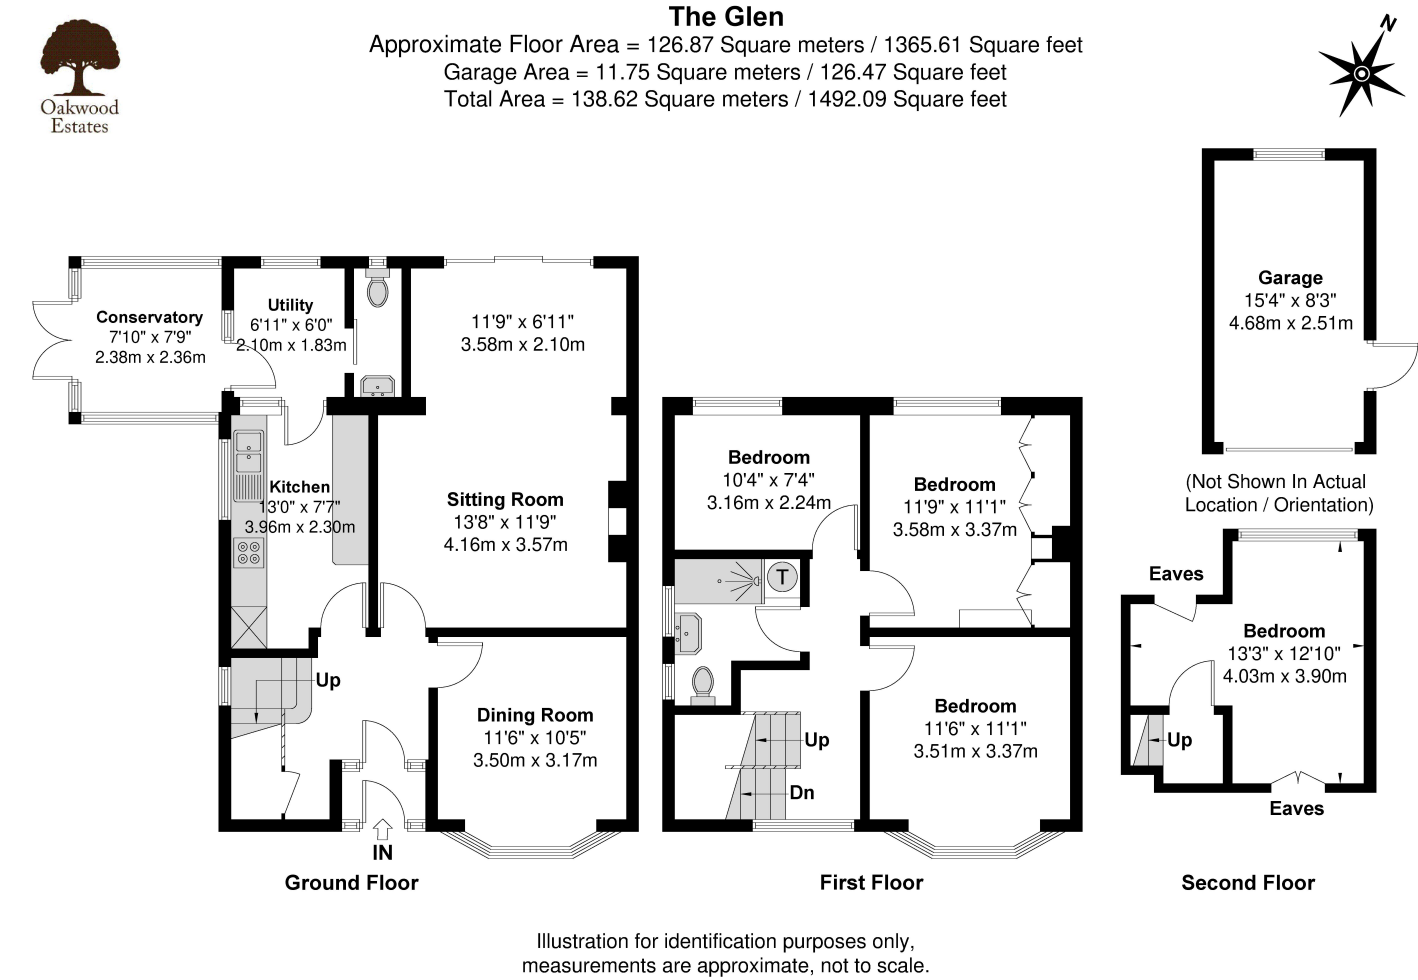 The Glen
Approximate Floor Area = 126.87 Square meters / 1365.61 Square feet
Garage Area = 11.75 Square meters / 126.47 Square feet
Total Area = 138.62 Square meters / 1492.09 Square feet
Oakwood
Estates
N
Conservatory
7'10" x 7'9"
2.38m x 2.36m
Utility
6'11" x 6'0"
2.10m x 1.83m
11'9" x 6'11"
3.58m x 2.10m
Kitchen
13'0" x 7'7"
3.96m x 2.30m
Sitting Room
13'8" x 11'9"
4.16m x 3.57m
Up
Dining Room
11'6" x 10'5"
3.50m x 3.17m
IN
Ground Floor
Bedroom
10'4" x 7'4"
3.16m x 2.24m
Bedroom
11'9" x 11'1"
3.58m x 3.37m
T
Bedroom
11'6" x 11'1"
3.51m x 3.37m
Up
Dn
First Floor
Garage
15'4" x 8'3"
4.68m x 2.51m
(Not Shown In Actual
Location / Orientation)
Eaves
Bedroom
13'3" x 12'10"
4.03m x 3.90m
Up
Eaves
Second Floor
Illustration for identification purposes only,
measurements are approximate, not to scale.